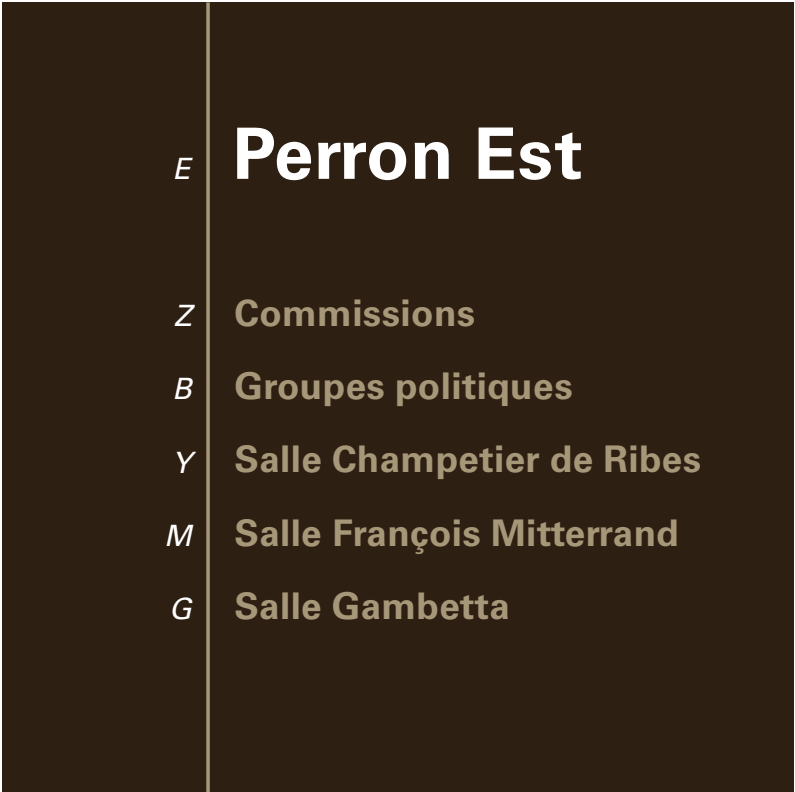 E Perron Est
Z Commissions
B Groupes politiques
Y Salle Champetier de Ribes
M Salle François Mitterrand
G Salle Gambetta